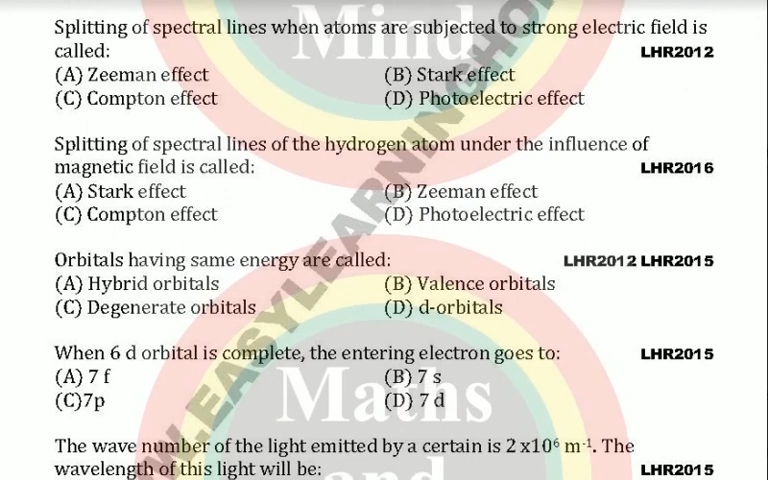 Mind
Splitting of spectral lines when atoms are subjected to strong electric field is
called: LHR2012
(A) Zeeman effect (B) Stark effect
(C) Compton effect (D) Photoelectric effect
Splitting of spectral lines of the hydrogen atom under the influence of
magnetic field is called: LHR2016
(A) Stark effect (B) Zeeman effect
(C) Compton effect (D) Photoelectric effect
Orbitals having same energy are called: LHR2012 LHR2015
(A) Hybrid orbitals (B) Valence orbitals
(C) Degenerate orbitals (D) d-orbitals
When 6 d orbital is complete, the entering electron goes to: LHR2015
(A) 7 f (B) 7 s
(C)7p (D) 7 d
Maths
The wave number of the light emitted by a certain is 2 x10⁶ m⁻¹. The
wavelength of this light will be: LHR2015
and